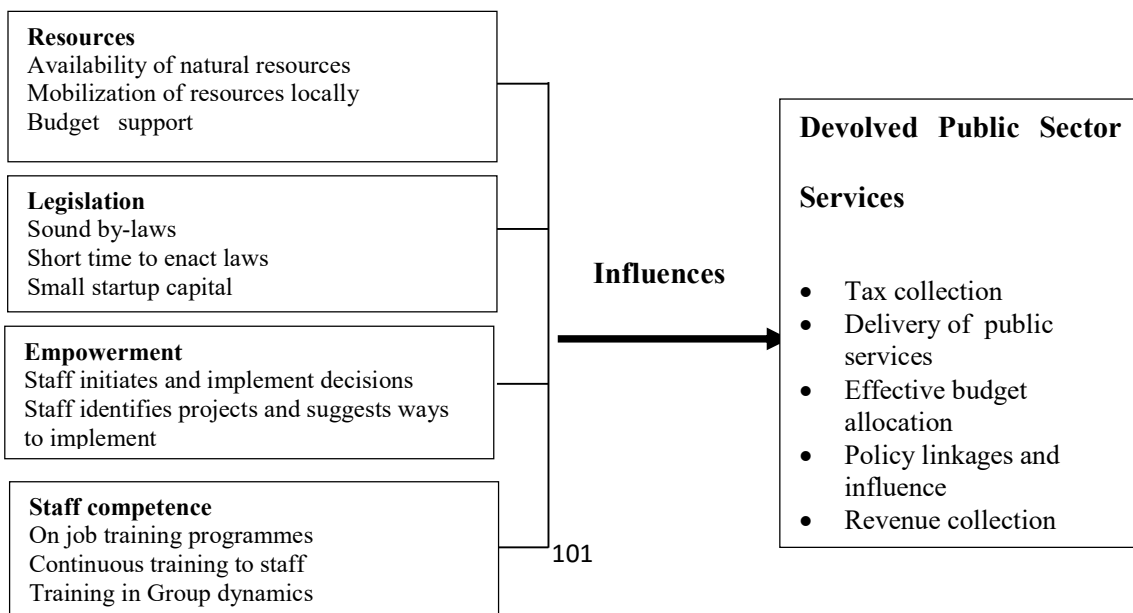 Resources
Availability of natural resources
Mobilization of resources locally
Budget support
Legislation
Sound by-laws
Short time to enact laws
Small startup capital
Empowerment
Staff initiates and implement decisions
Staff identifies projects and suggests ways
to implement
Staff competence
On job training programmes
Continuous training to staff
Training in Group dynamics
101
Influences
Devolved Public Sector
Services
• Tax collection
• Delivery of public
services
• Effective budget
allocation
• Policy linkages and
influence
• Revenue collection